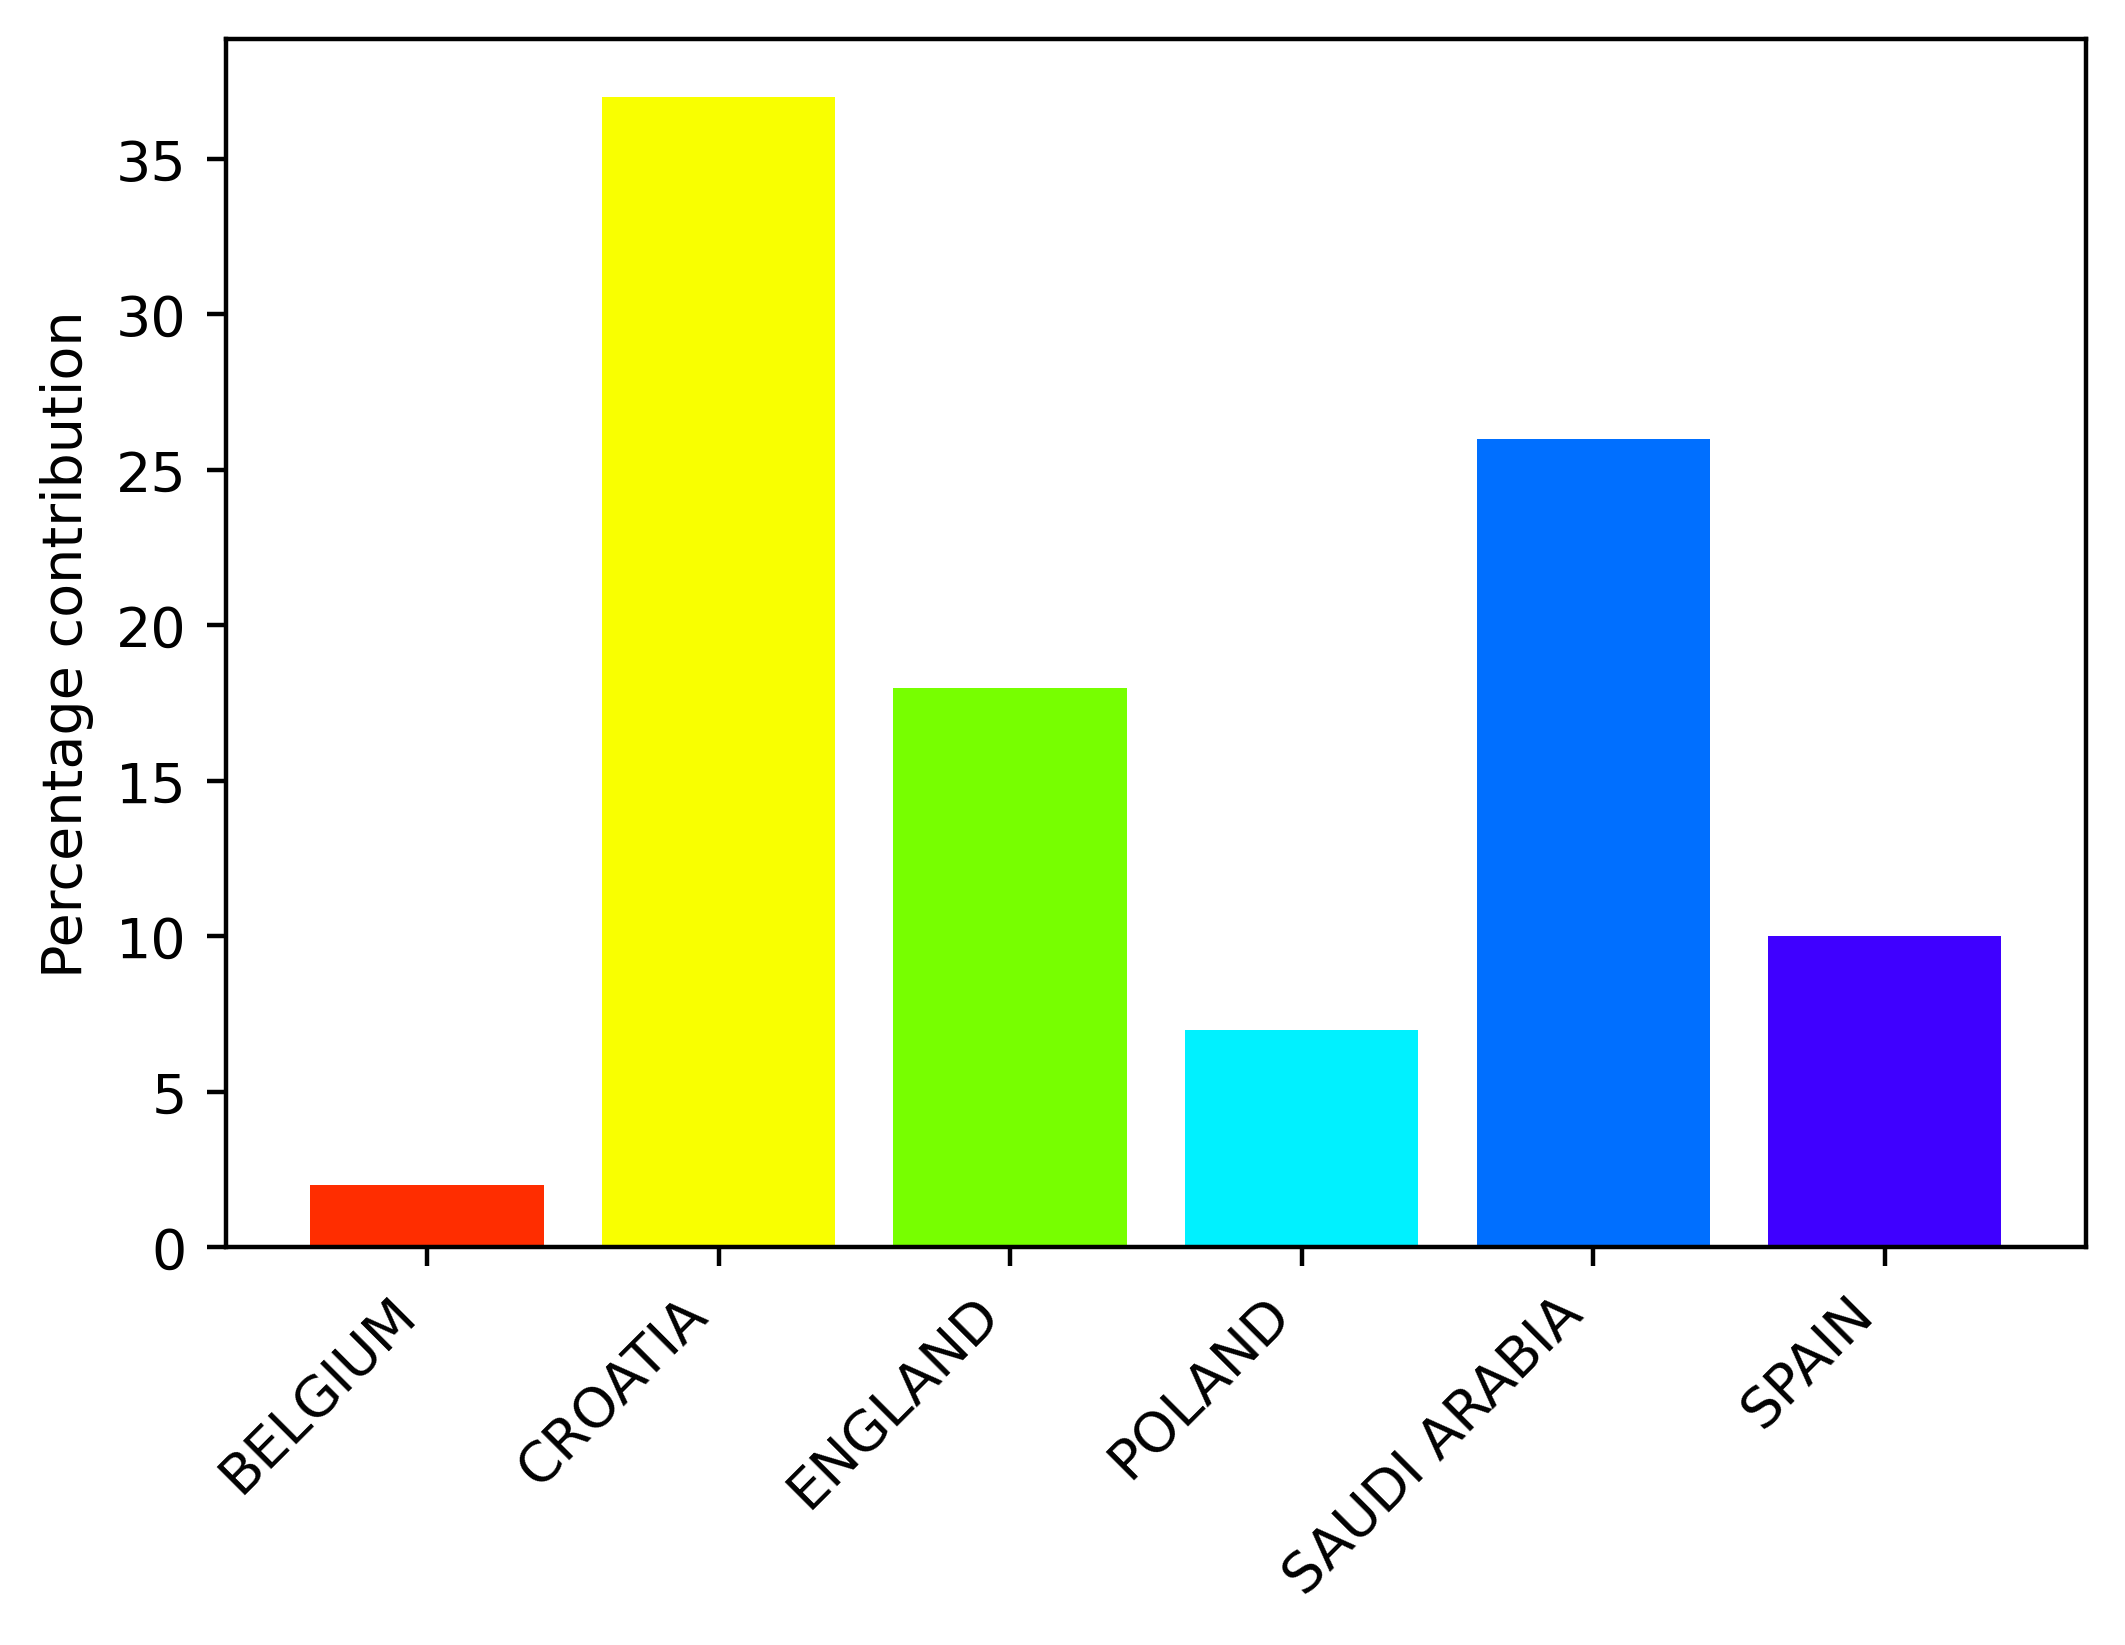 Percentage contribution
35
30
25
20
15
10
5
0
BELGIUM
CROATIA
ENGLAND
POLAND
SAUDI ARABIA
SPAIN